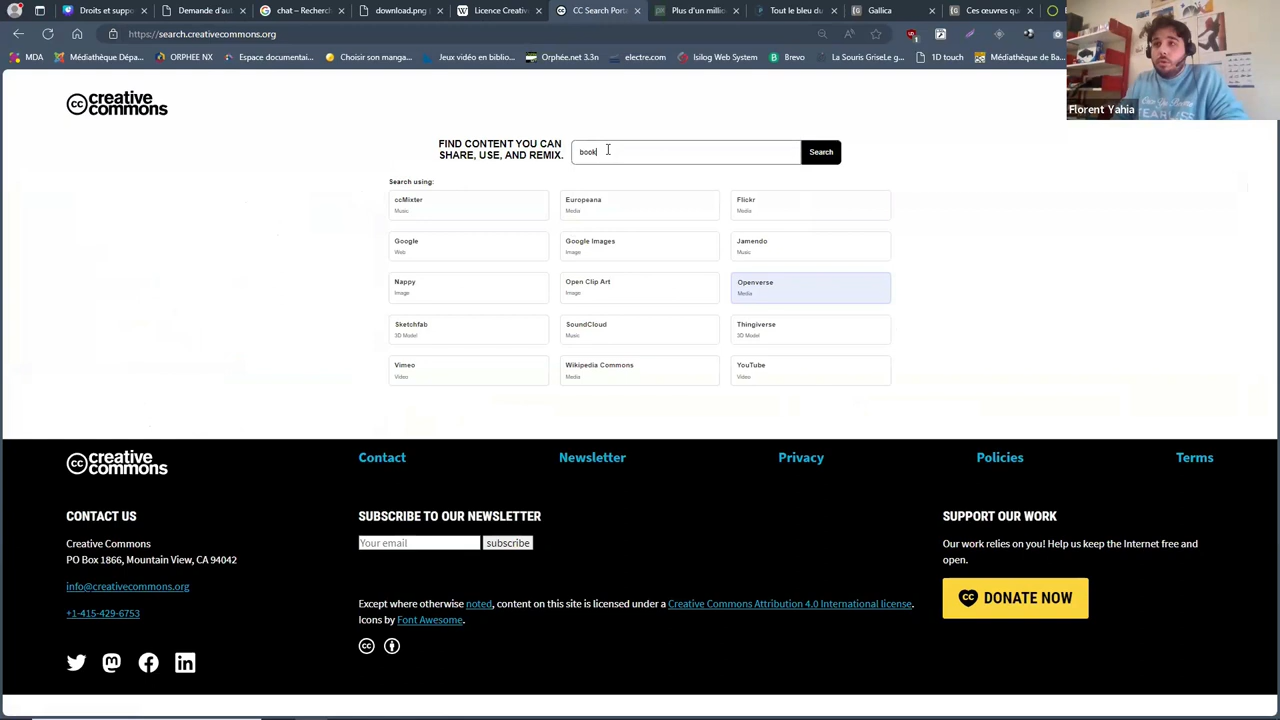 Droits et suppo
Demande d'aut
chat – Recherch
download.png
Licence Creative
CC Search Porta
Plus d'un million
Tout le bleu du
Gallica
Ces œuvres qu
https://search.creativecommons.org
MDA
Médiathèque Dépa...
ORPHEE NX
Espace documentai...
Choisir son manga...
Jeux vidéo en biblio...
Orphée.net 3.3n
electre.com
Isilog Web System
Brevo
La Souris GriseLe g...
1D touch
Médiathèque de Ba...
Florent Yahia
creative commons
FIND CONTENT YOU CAN
SHARE, USE, AND REMIX.
book
Search
Search using:
ccMixter
Music
Europeana
Media
Flickr
Media
Google
Web
Google Images
Image
Jamendo
Music
Nappy
Image
Open Clip Art
Image
Openverse
Media
Sketchfab
3D Model
SoundCloud
Music
Thingiverse
3D Model
Vimeo
Video
Wikipedia Commons
Media
YouTube
Video
creative commons
Contact
Newsletter
Privacy
Policies
Terms
CONTACT US
Creative Commons
PO Box 1866, Mountain View, CA 94042
info@creativecommons.org
+1-415-429-6753
SUBSCRIBE TO OUR NEWSLETTER
Your email
subscribe
Except where otherwise noted, content on this site is licensed under a Creative Commons Attribution 4.0 International license.
Icons by Font Awesome.
SUPPORT OUR WORK
Our work relies on you! Help us keep the Internet free and
open.
DONATE NOW